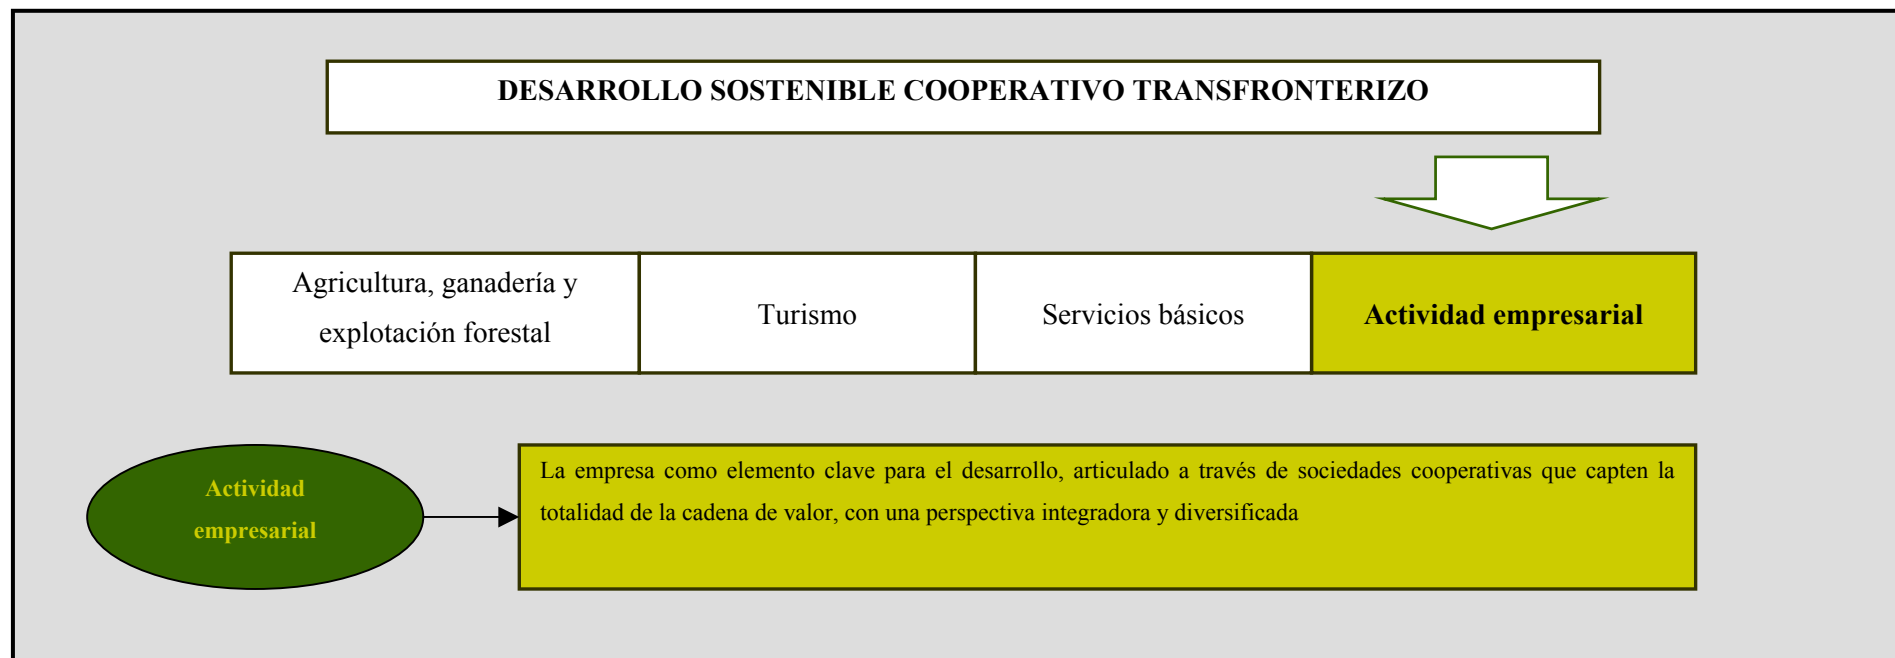 DESARROLLO SOSTENIBLE COOPERATIVO TRANSFRONTERIZO
Agricultura, ganadería y
explotación forestal
Turismo
Servicios básicos
Actividad empresarial
Actividad
empresarial
La empresa como elemento clave para el desarrollo, articulado a través de sociedades cooperativas que capten la
totalidad de la cadena de valor, con una perspectiva integradora y diversificada